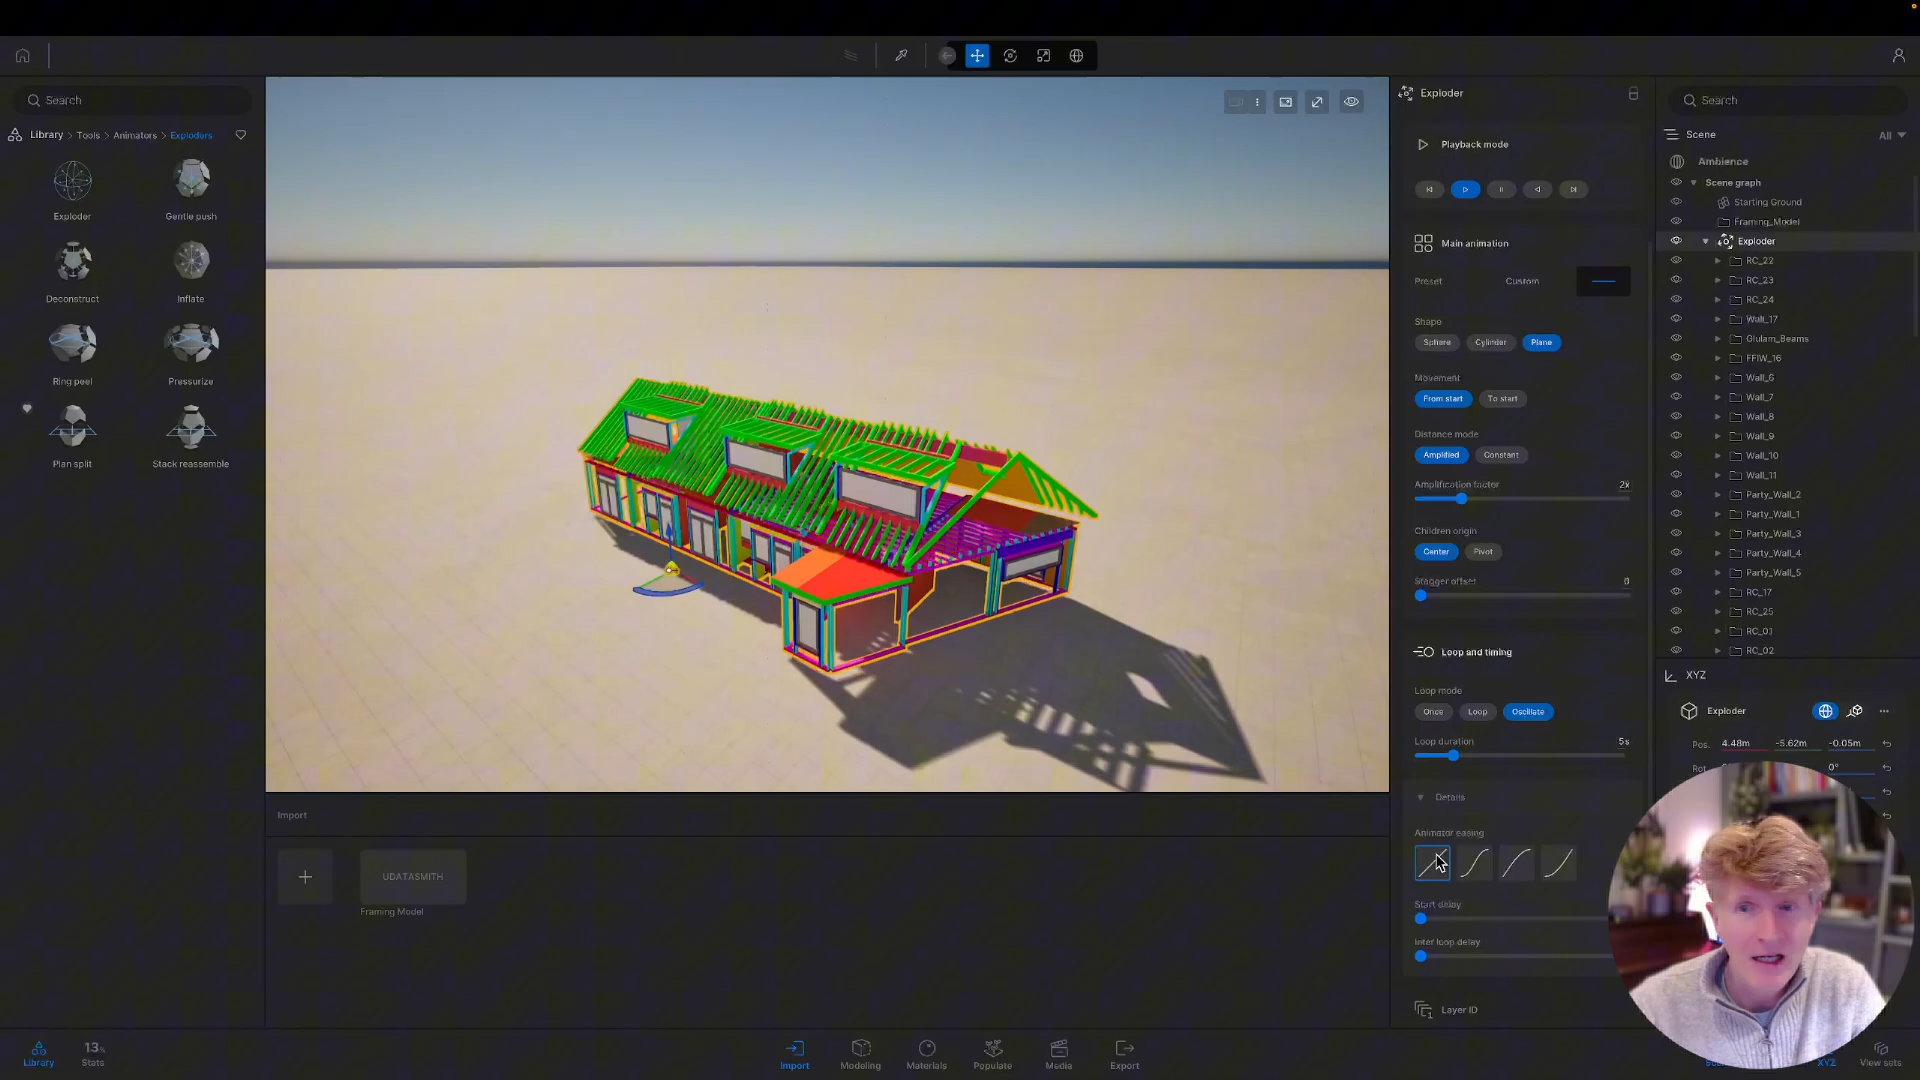 Search
Library > Tools > Animators > Exploders
Exploder
Gentle push
Deconstruct
Inflate
Ring peel
Pressurize
Plan split
Stack reassemble
Import
UDATASMITH
Framing Model
Exploder
Playback mode
Main animation
Preset
Custom
Shape
Sphere
Cylinder
Plane
Movement
From start
To start
Distance mode
Amplified
Constant
Amplification factor
2x
Children origin
Center
Pivot
Stagger offset
0
Loop and timing
Loop mode
Once
Loop
Oscillate
Loop duration
5s
Details
Animator easing
Start delay
Inter loop delay
Layer ID
Search
Scene
All
Ambience
Scene graph
Starting Ground
Framing_Model
Exploder
RC_22
RC_23
RC_24
Wall_17
Glulam_Beams
FFIW_16
Wall_6
Wall_7
Wall_8
Wall_9
Wall_10
Wall_11
Party_Wall_2
Party_Wall_1
Party_Wall_3
Party_Wall_4
Party_Wall_5
RC_17
RC_25
RC_01
RC_02
XYZ
Exploder
Pos. 4.48m -5.62m -0.05m
Rot. 0°
Library
13%
Stats
Import
Modeling
Materials
Populate
Media
Export
XYZ
View sets